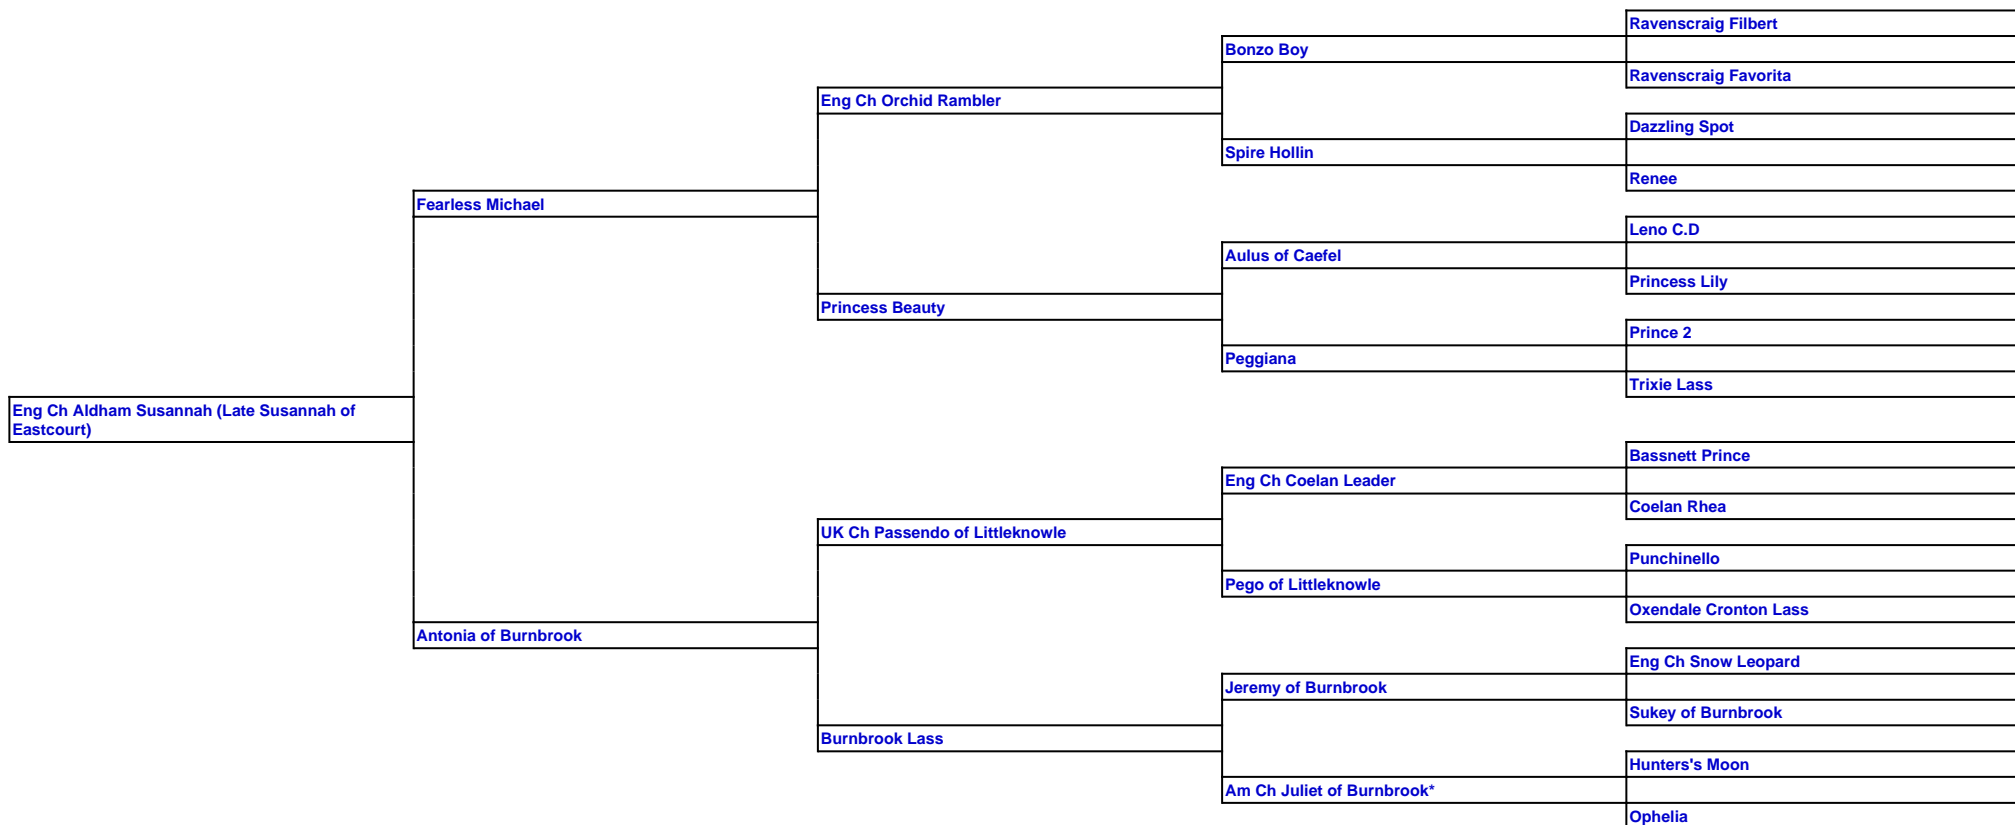 Ravenscraig Filbert
Bonzo Boy
Ravenscraig Favorita
Eng Ch Orchid Rambler
Dazzling Spot
Spire Hollin
Renee
Fearless Michael
Leno C.D
Aulus of Caefel
Princess Lily
Princess Beauty
Prince 2
Peggiana
Trixie Lass
Eng Ch Aldham Susannah (Late Susannah of
Eastcourt)
Bassnett Prince
Eng Ch Coelan Leader
Coelan Rhea
UK Ch Passendo of Littleknowle
Punchinello
Pego of Littleknowle
Oxendale Cronton Lass
Antonia of Burnbrook
Eng Ch Snow Leopard
Jeremy of Burnbrook
Sukey of Burnbrook
Burnbrook Lass
Hunters's Moon
Am Ch Juliet of Burnbrook*
Ophelia